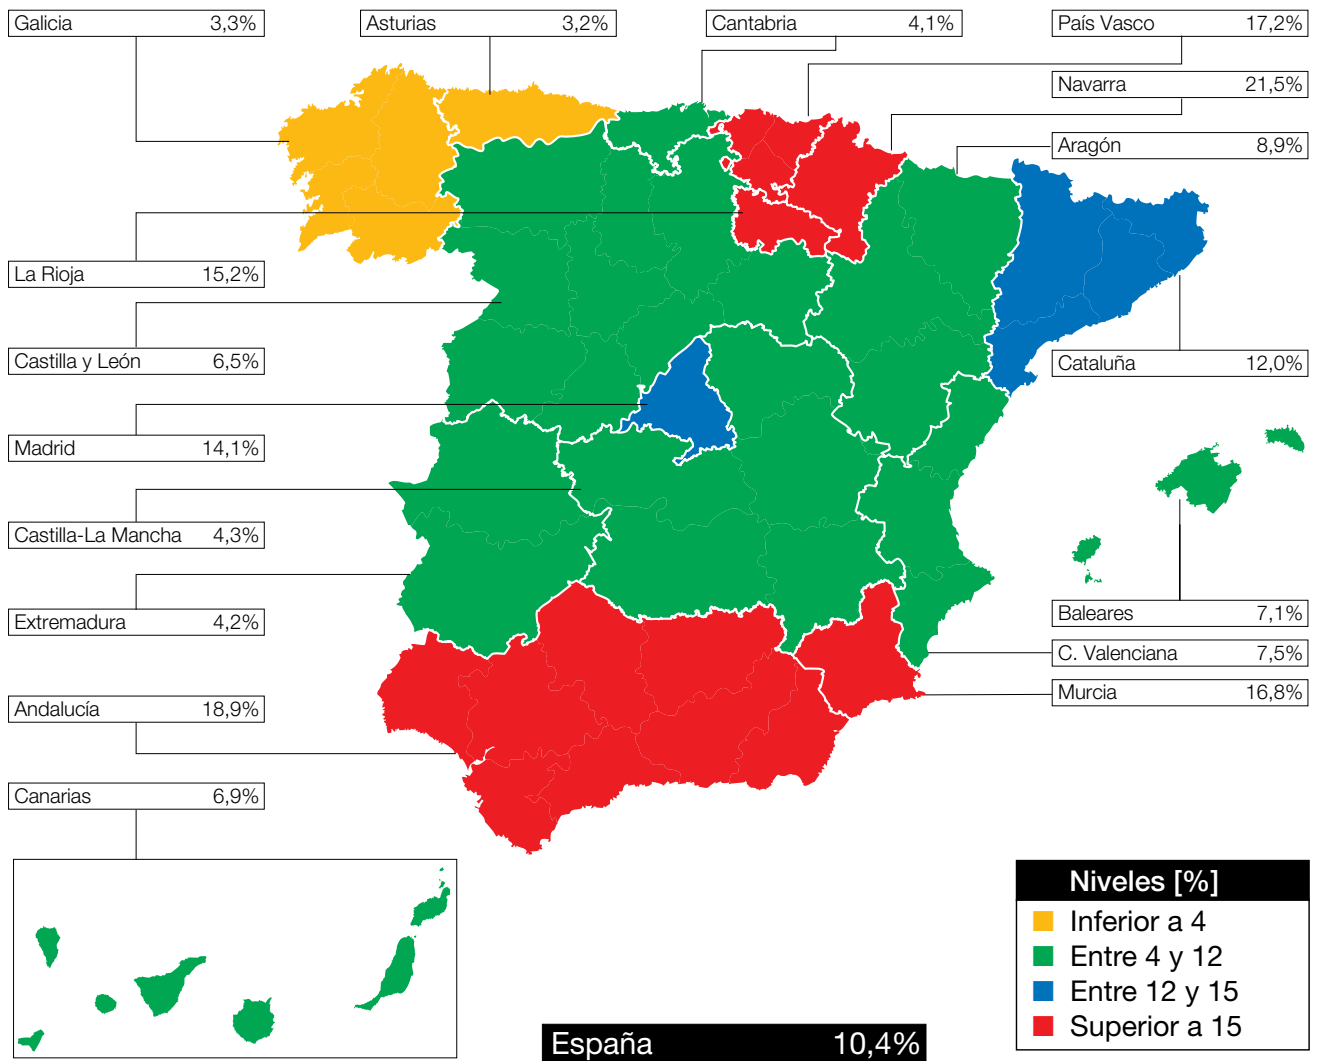 Galicia 3,3%
Asturias 3,2%
Cantabria 4,1%
País Vasco 17,2%
Navarra 21,5%
Aragón 8,9%
La Rioja 15,2%
Castilla y León 6,5%
Cataluña 12,0%
Madrid 14,1%
Castilla-La Mancha 4,3%
Extremadura 4,2%
Baleares 7,1%
C. Valenciana 7,5%
Murcia 16,8%
Andalucía 18,9%
Canarias 6,9%
Niveles [%]
Inferior a 4
Entre 4 y 12
Entre 12 y 15
Superior a 15
España 10,4%